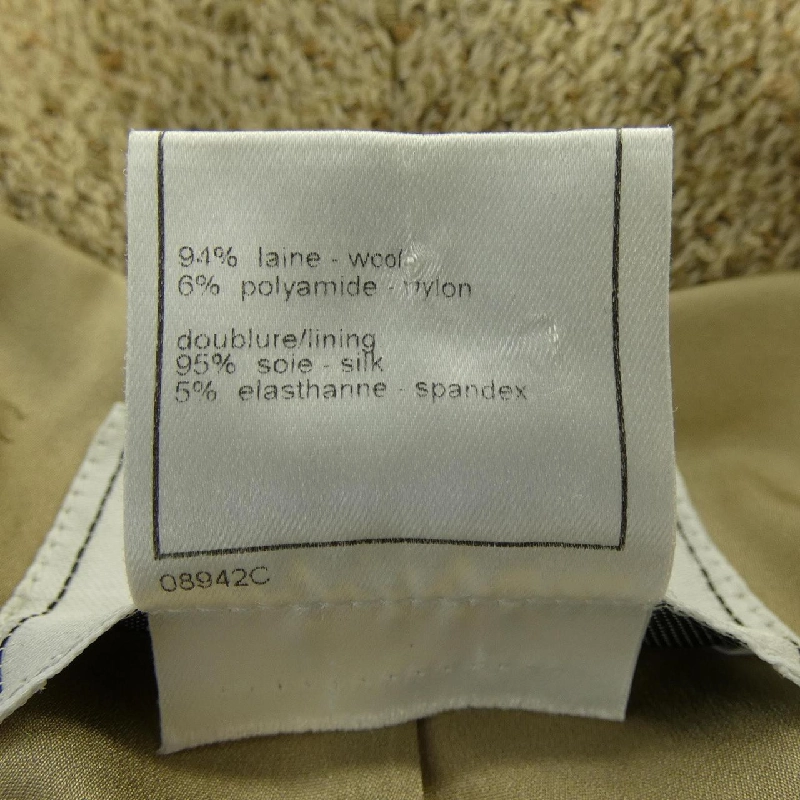 94% laine - wool
6% polyamide - nylon
doublure/lining
95% soie - silk
5% elasthanne - spandex
08942C